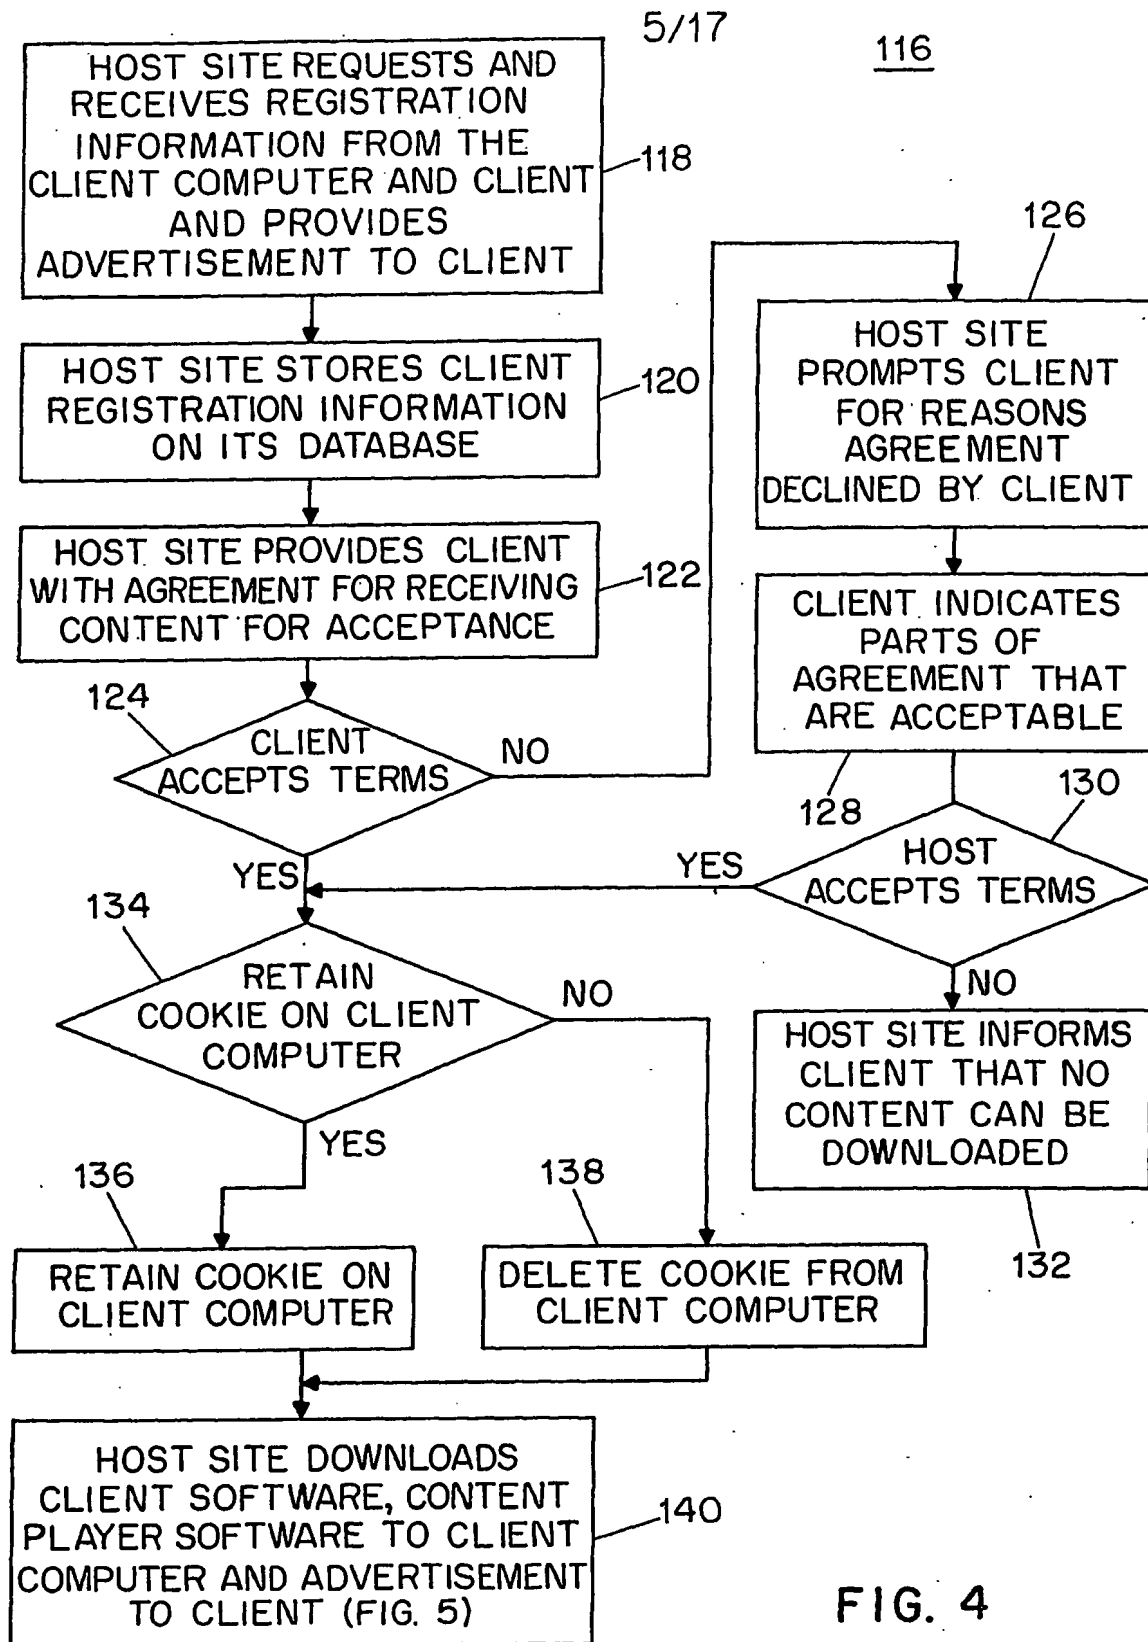 5/17
116
HOST SITE REQUESTS AND
RECEIVES REGISTRATION
INFORMATION FROM THE
CLIENT COMPUTER AND CLIENT
AND PROVIDES
ADVERTISEMENT TO CLIENT
118
HOST SITE STORES CLIENT
REGISTRATION INFORMATION
ON ITS DATABASE
120
HOST SITE PROVIDES CLIENT
WITH AGREEMENT FOR RECEIVING
CONTENT FOR ACCEPTANCE
122
124
CLIENT
ACCEPTS TERMS
NO
YES
126
HOST SITE
PROMPTS CLIENT
FOR REASONS
AGREEMENT
DECLINED BY CLIENT
CLIENT INDICATES
PARTS OF
AGREEMENT THAT
ARE ACCEPTABLE
128
130
HOST
ACCEPTS TERMS
YES
NO
HOST SITE INFORMS
CLIENT THAT NO
CONTENT CAN BE
DOWNLOADED
132
134
RETAIN
COOKIE ON CLIENT
COMPUTER
NO
YES
136
RETAIN COOKIE ON
CLIENT COMPUTER
138
DELETE COOKIE FROM
CLIENT COMPUTER
HOST SITE DOWNLOADS
CLIENT SOFTWARE, CONTENT
PLAYER SOFTWARE TO CLIENT
COMPUTER AND ADVERTISEMENT
TO CLIENT (FIG. 5)
140
FIG. 4